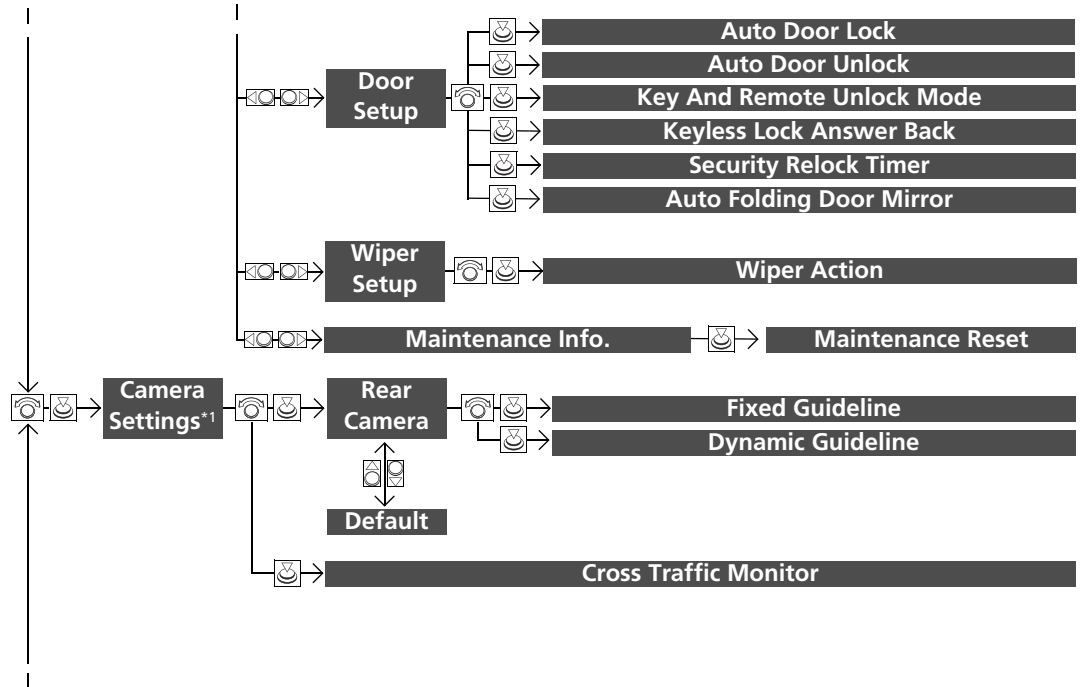 Door
Setup
Auto Door Lock
Auto Door Unlock
Key And Remote Unlock Mode
Keyless Lock Answer Back
Security Relock Timer
Auto Folding Door Mirror
Wiper
Setup
Wiper Action
Maintenance Info.
Maintenance Reset
Camera
Settings*1
Rear
Camera
Fixed Guideline
Dynamic Guideline
Default
Cross Traffic Monitor